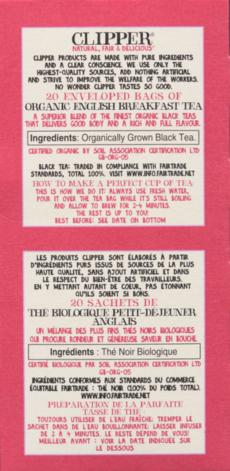 CLIPPER®
NATURAL, FAIR & DELICIOUS®
CLIPPER PRODUCTS ARE MADE WITH PURE INGREDIENTS
AND A CLEAR CONSCIENCE. WE USE ONLY THE
HIGHEST-QUALITY SOURCES, ADD NOTHING ARTIFICIAL
AND STRIVE TO IMPROVE THE WELFARE OF THE WORKERS.
NO WONDER CLIPPER TASTES SO GOOD.
20 ENVELOPED BAGS OF
ORGANIC ENGLISH BREAKFAST TEA
A SUPERIOR BLEND OF THE FINEST ORGANIC BLACK TEAS
THAT DELIVERS GOOD BODY AND A RICH AND FULL FLAVOUR.
Ingredients: Organically Grown Black Tea.
CERTIFIED ORGANIC BY SOIL ASSOCIATION CERTIFICATION LTD
GB-ORG-05
BLACK TEA: TRADED IN COMPLIANCE WITH FAIRTRADE
STANDARDS, TOTAL 100%. VISIT WWW.INFO.FAIRTRADE.NET
HOW TO MAKE A PERFECT CUP OF TEA
THIS IS HOW WE DO IT: ALWAYS USE FRESH WATER,
POUR IT OVER THE TEA BAG WHILE IT'S STILL BOILING
AND ALLOW TO BREW FOR 2-4 MINUTES.
THE REST IS UP TO YOU!
BEST BEFORE: SEE DATE ON BOTTOM
LES PRODUITS CLIPPER SONT ÉLABORÉS À PARTIR
D'INGRÉDIENTS PURS ISSUS DE SOURCES DE LA PLUS
HAUTE QUALITÉ, SANS AJOUT ARTIFICIEL ET DANS
LE RESPECT DU BIEN-ÊTRE DES TRAVAILLEURS.
EN Y METTANT AUTANT DE COEUR, PAS ÉTONNANT
QU'ILS SOIENT SI BONS.
20 SACHETS DE
THÉ BIOLOGIQUE PETIT-DÉJEUNER
ANGLAIS
UN MÉLANGE DES PLUS FINS THÉS NOIRS BIOLOGIQUES
QUI PROCURE RONDEUR ET GÉNÉREUSE SAVEUR EN BOUCHE.
Ingrédients : Thé Noir Biologique
CERTIFIÉ BIOLOGIQUE PAR SOIL ASSOCIATION CERTIFICATION LTD
GB-ORG-05
INGRÉDIENTS CONFORMES AUX STANDARDS DU COMMERCE
ÉQUITABLE FAIRTRADE : THÉ NOIR (100% DU POIDS TOTAL).
WWW.INFO.FAIRTRADE.NET
PRÉPARATION DE LA PARFAITE
TASSE DE THÉ :
TOUJOURS UTILISER DE L'EAU FRAÎCHE. TREMPER LE
SACHET DANS DE L'EAU BOUILLONNANTE; LAISSER INFUSER
DE 2 À 4 MINUTES. LE RESTE DÉPEND DE VOUS!
MEILLEUR AVANT : VOIR LA DATE INDIQUÉE SUR
LE DESSOUS